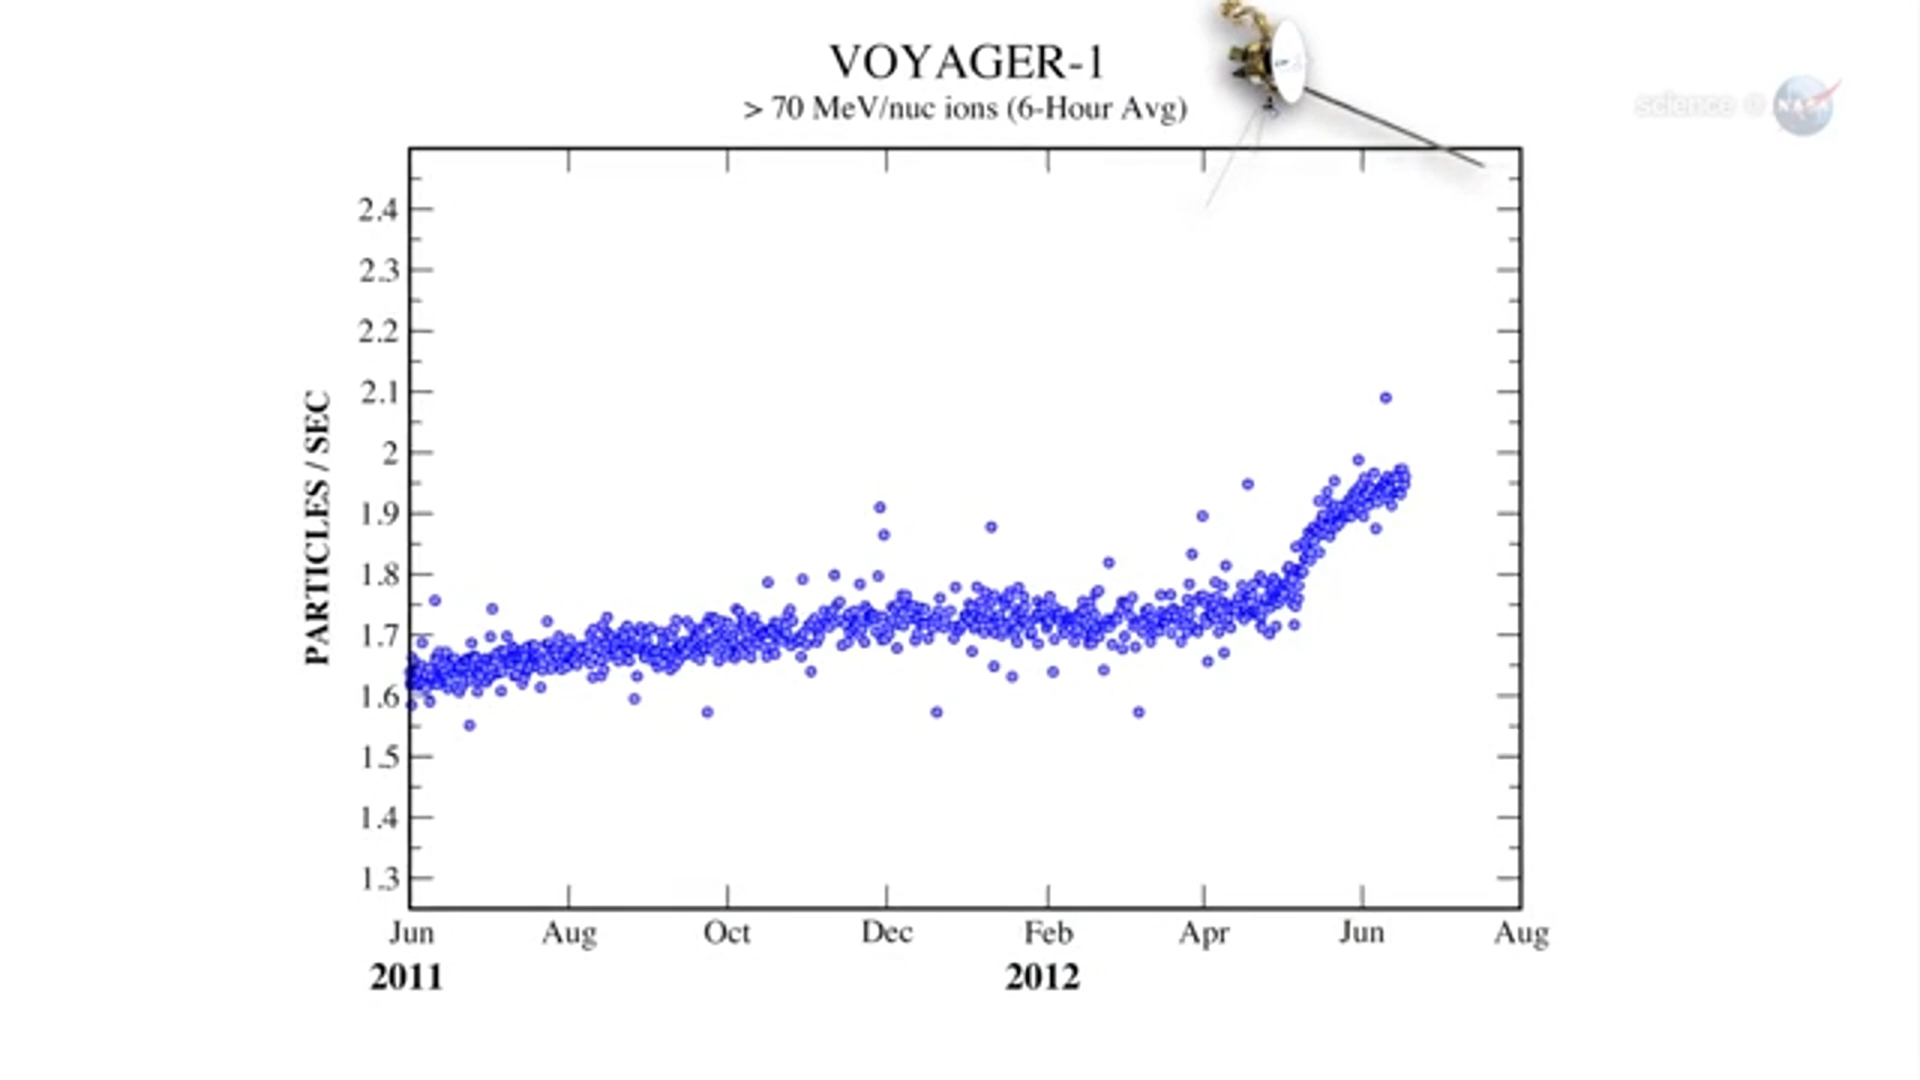 VOYAGER-1
> 70 MeV/nuc ions (6-Hour Avg)
science @ NASA
PARTICLES / SEC
2.4
2.3
2.2
2.1
2
1.9
1.8
1.7
1.6
1.5
1.4
1.3
Jun Aug Oct Dec Feb Apr Jun Aug
2011 2012